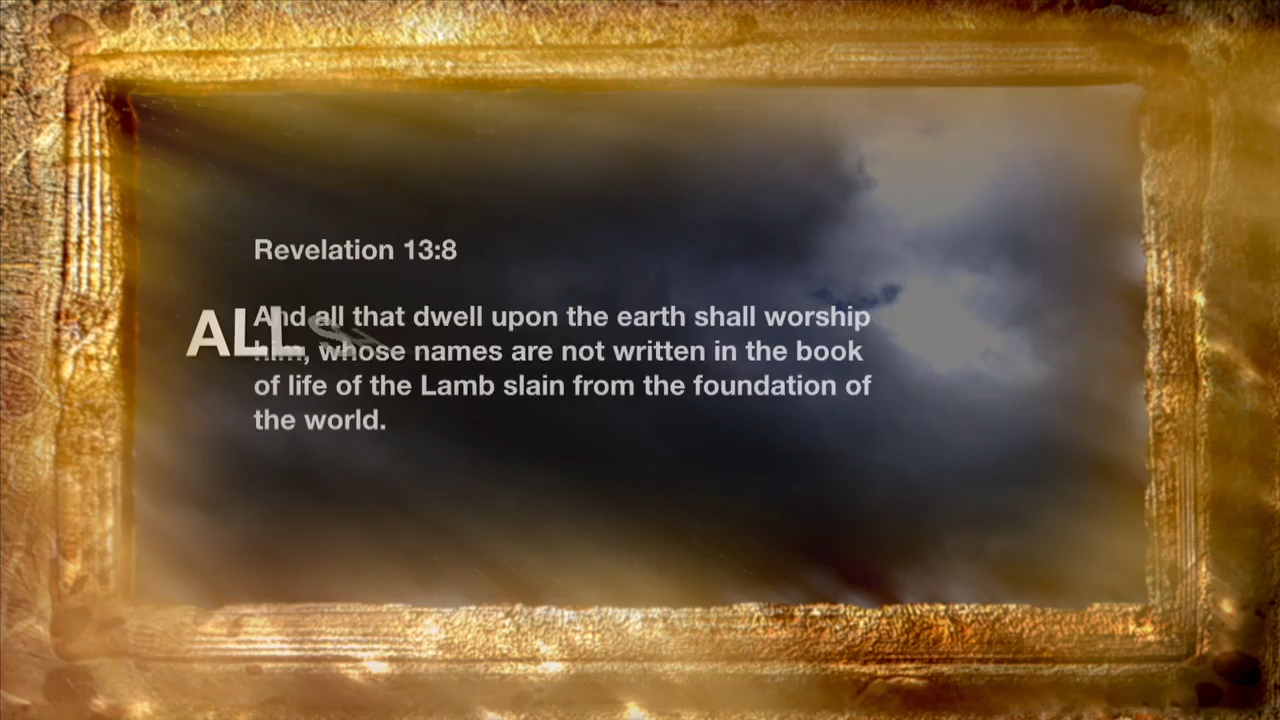 Revelation 13:8
And all that dwell upon the earth shall worship
ALL
him, whose names are not written in the book
of life of the Lamb slain from the foundation of
the world.